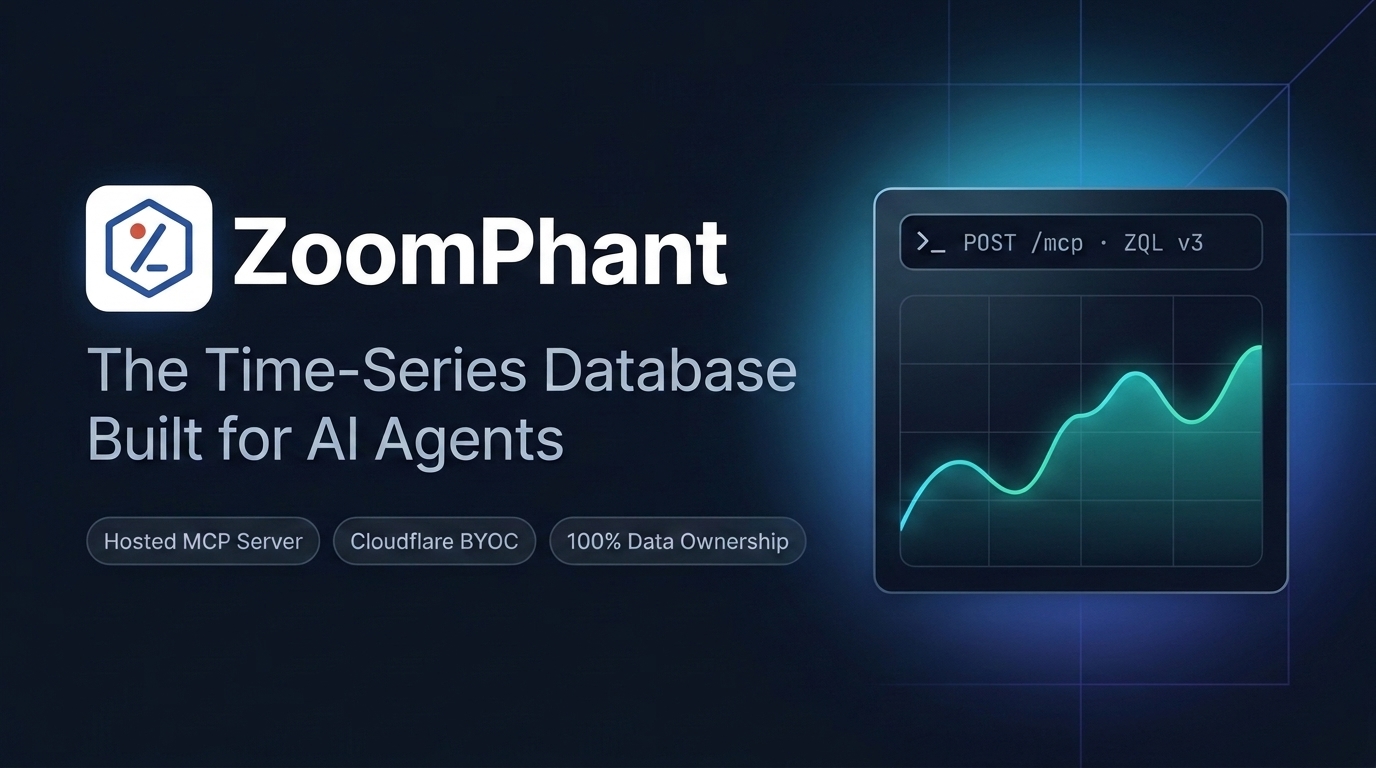 ZoomPhant
The Time-Series Database
Built for AI Agents
Hosted MCP Server
Cloudflare BYOC
100% Data Ownership
>_ POST /mcp · ZQL v3